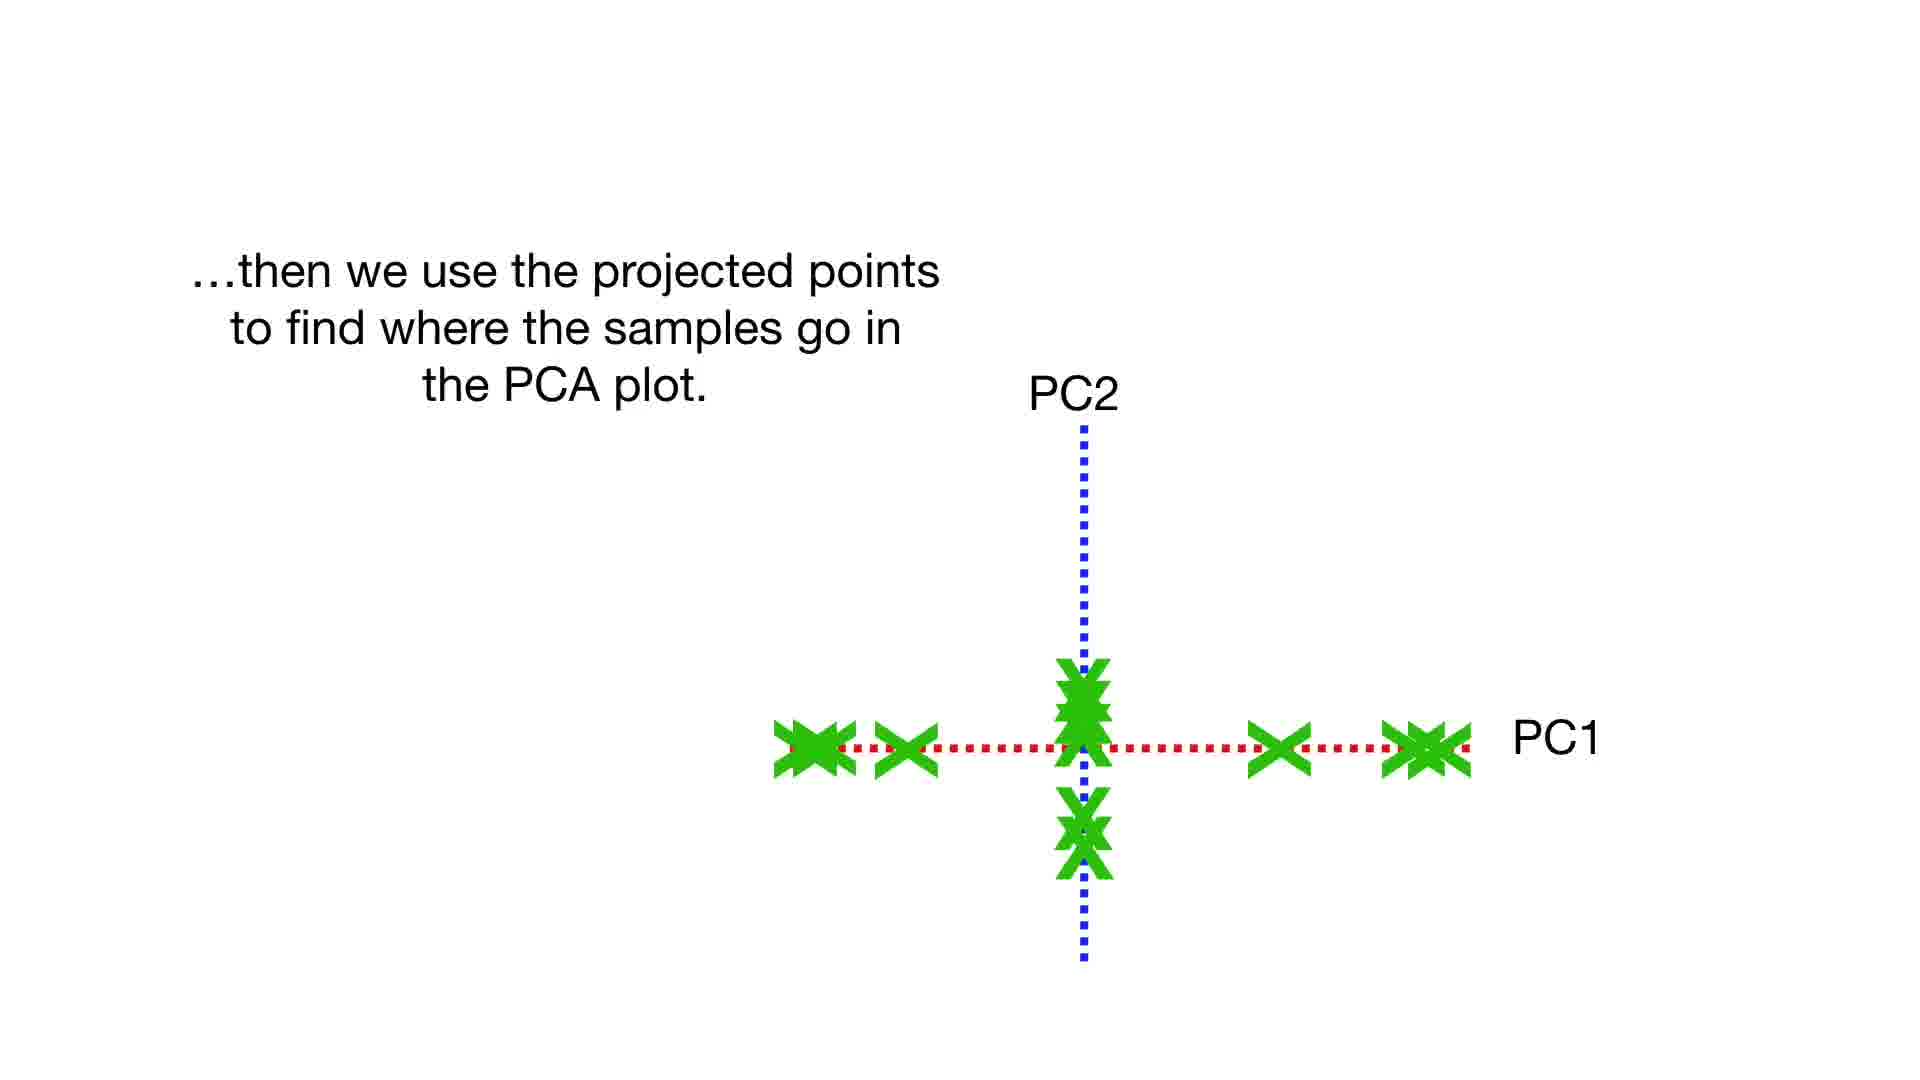 …then we use the projected points
to find where the samples go in
the PCA plot.
PC2
PC1